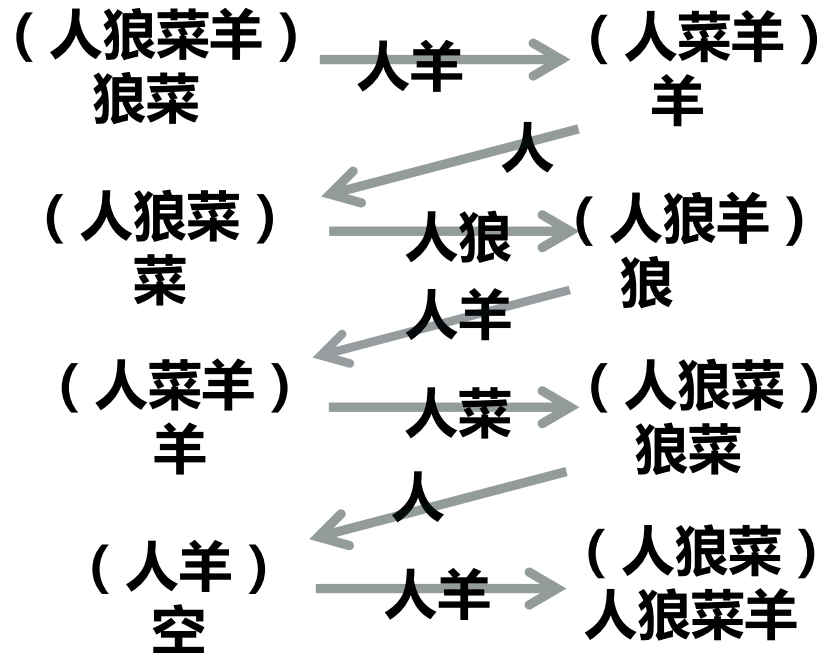 （人狼菜羊）
狼菜
人羊
（人菜羊）
羊
人
（人狼菜）
菜
人狼
（人狼羊）
狼
人羊
（人菜羊）
羊
人菜
（人狼菜）
狼菜
人
（人羊）
空
人羊
（人狼菜）
人狼菜羊